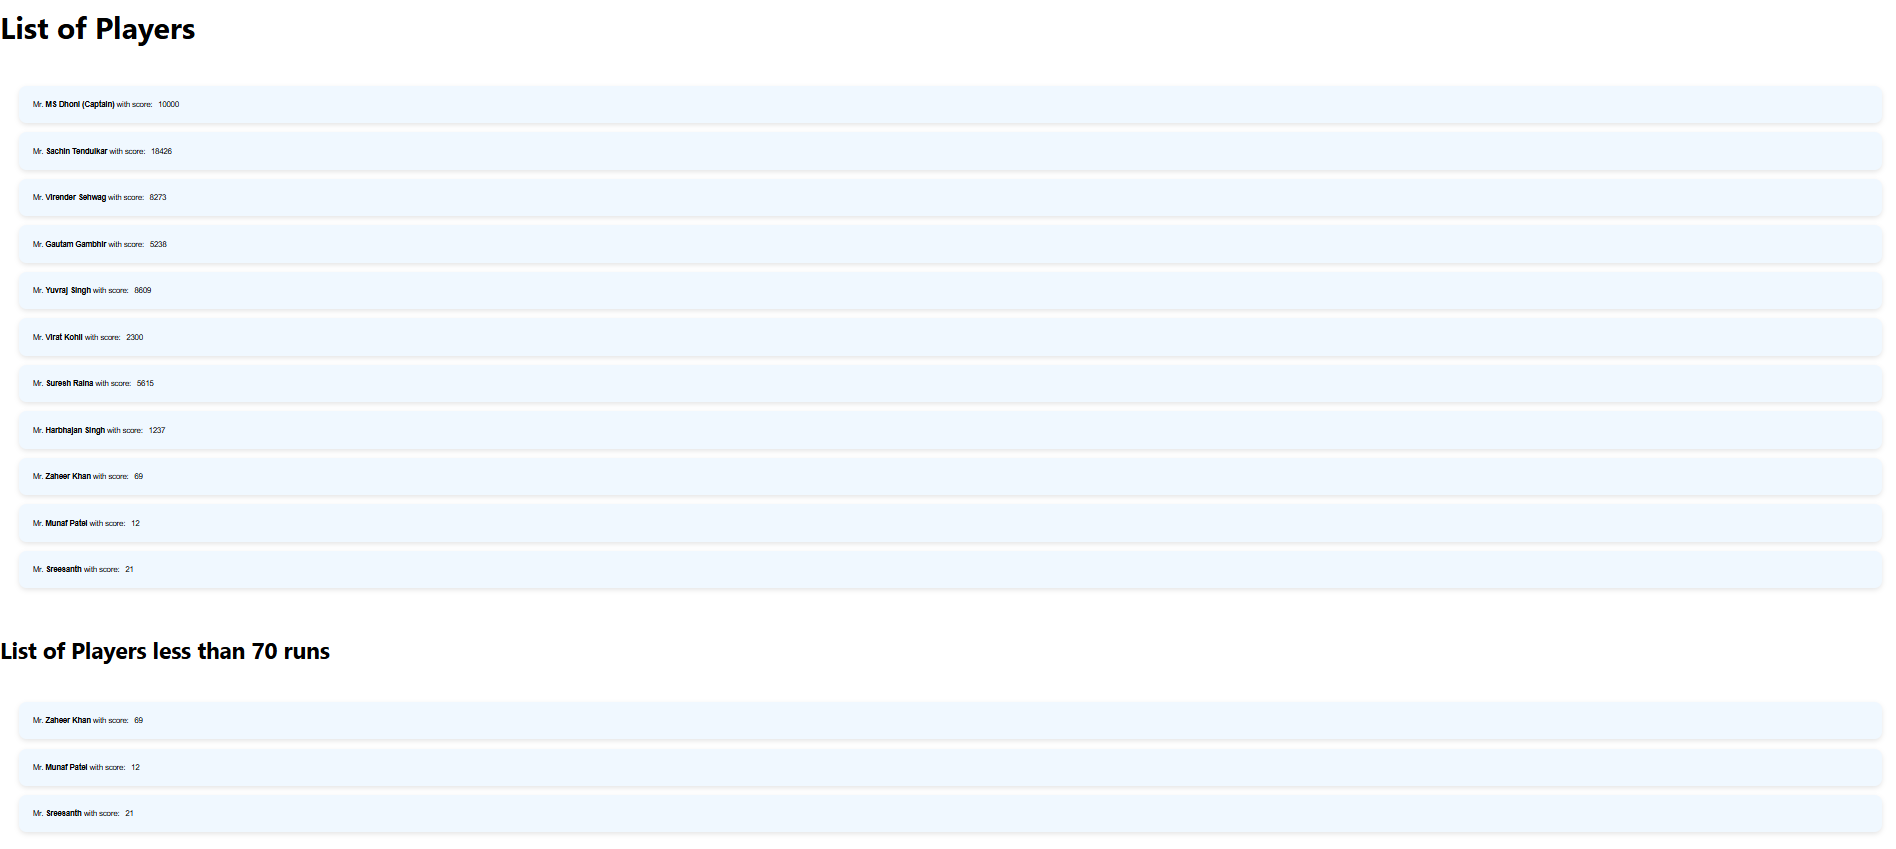 List of Players
Mr. MS Dhoni (Captain) with score: 10000
Mr. Sachin Tendulkar with score: 18426
Mr. Virender Sehwag with score: 8273
Mr. Gautam Gambhir with score: 5238
Mr. Yuvraj Singh with score: 8609
Mr. Virat Kohli with score: 2300
Mr. Suresh Raina with score: 5615
Mr. Harbhajan Singh with score: 1237
Mr. Zaheer Khan with score: 69
Mr. Munaf Patel with score: 12
Mr. Sreesanth with score: 21
List of Players less than 70 runs
Mr. Zaheer Khan with score: 69
Mr. Munaf Patel with score: 12
Mr. Sreesanth with score: 21